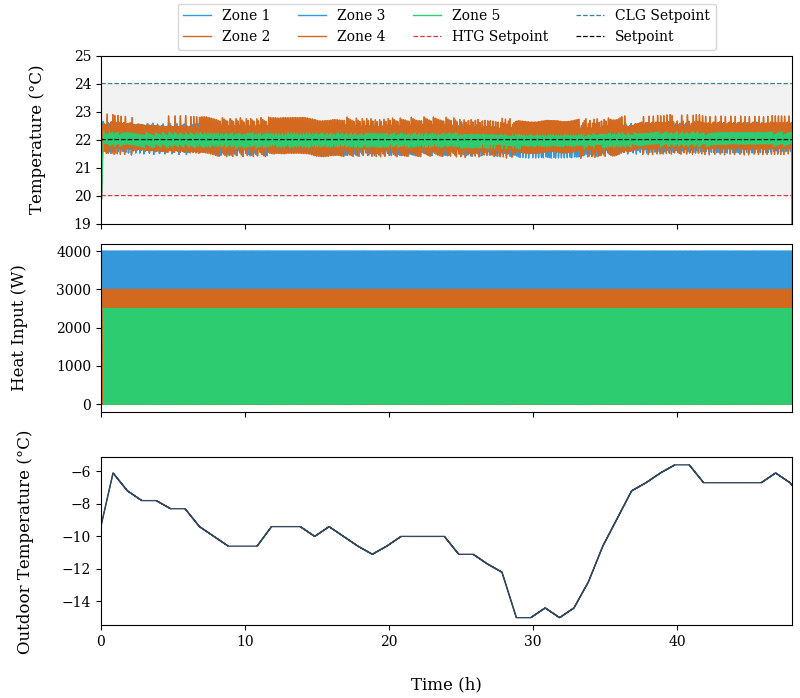 Zone 1 Zone 3 Zone 5 CLG Setpoint
Zone 2 Zone 4 HTG Setpoint Setpoint
25
24
23
22
21
20
19
Temperature (°C)
4000
3000
2000
1000
0
Heat Input (W)
−6
−8
−10
−12
−14
Outdoor Temperature (°C)
0 10 20 30 40
Time (h)